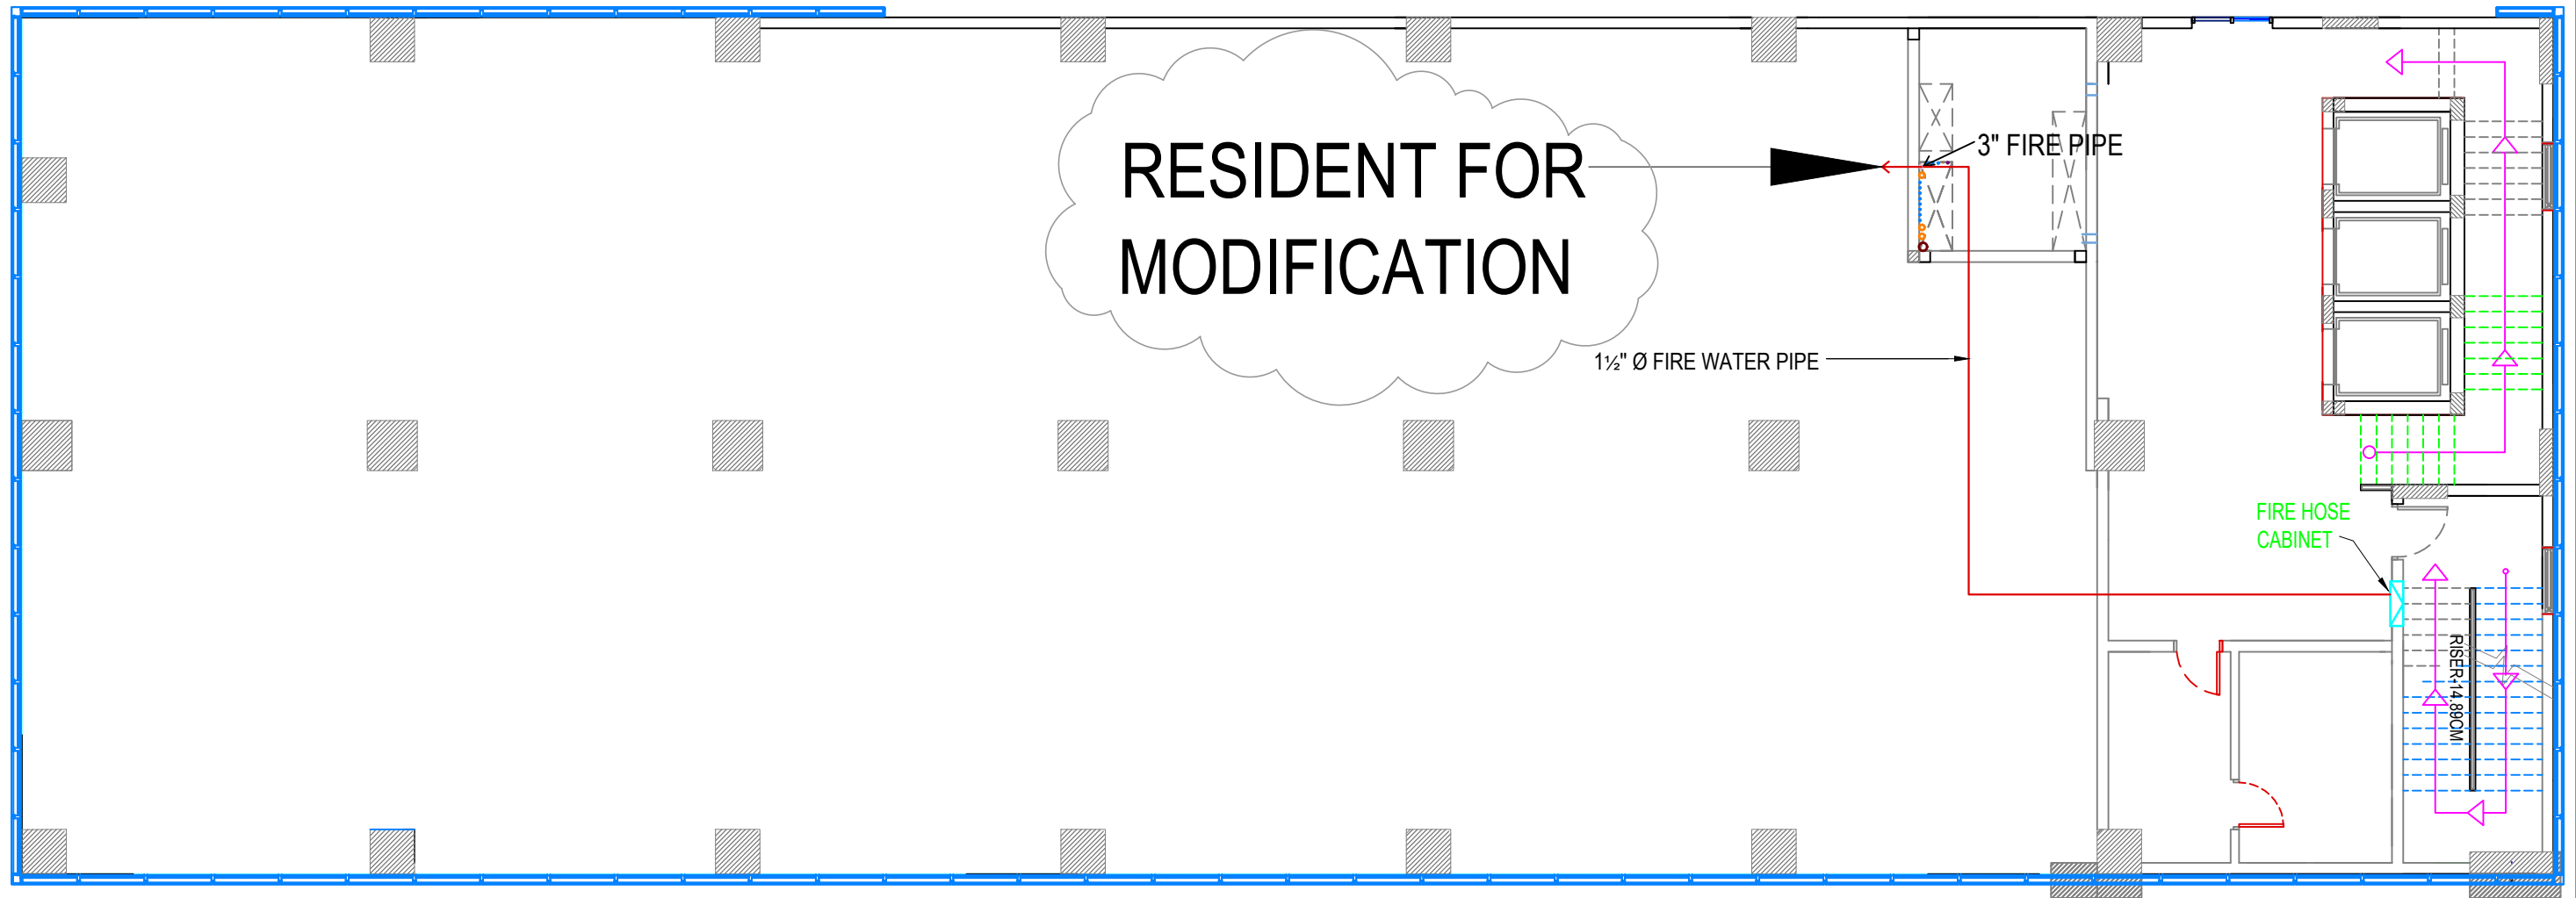 RESIDENT FOR
MODIFICATION
3" FIRE PIPE
1½" Ø FIRE WATER PIPE
FIRE HOSE
CABINET
RISER-14.89CM